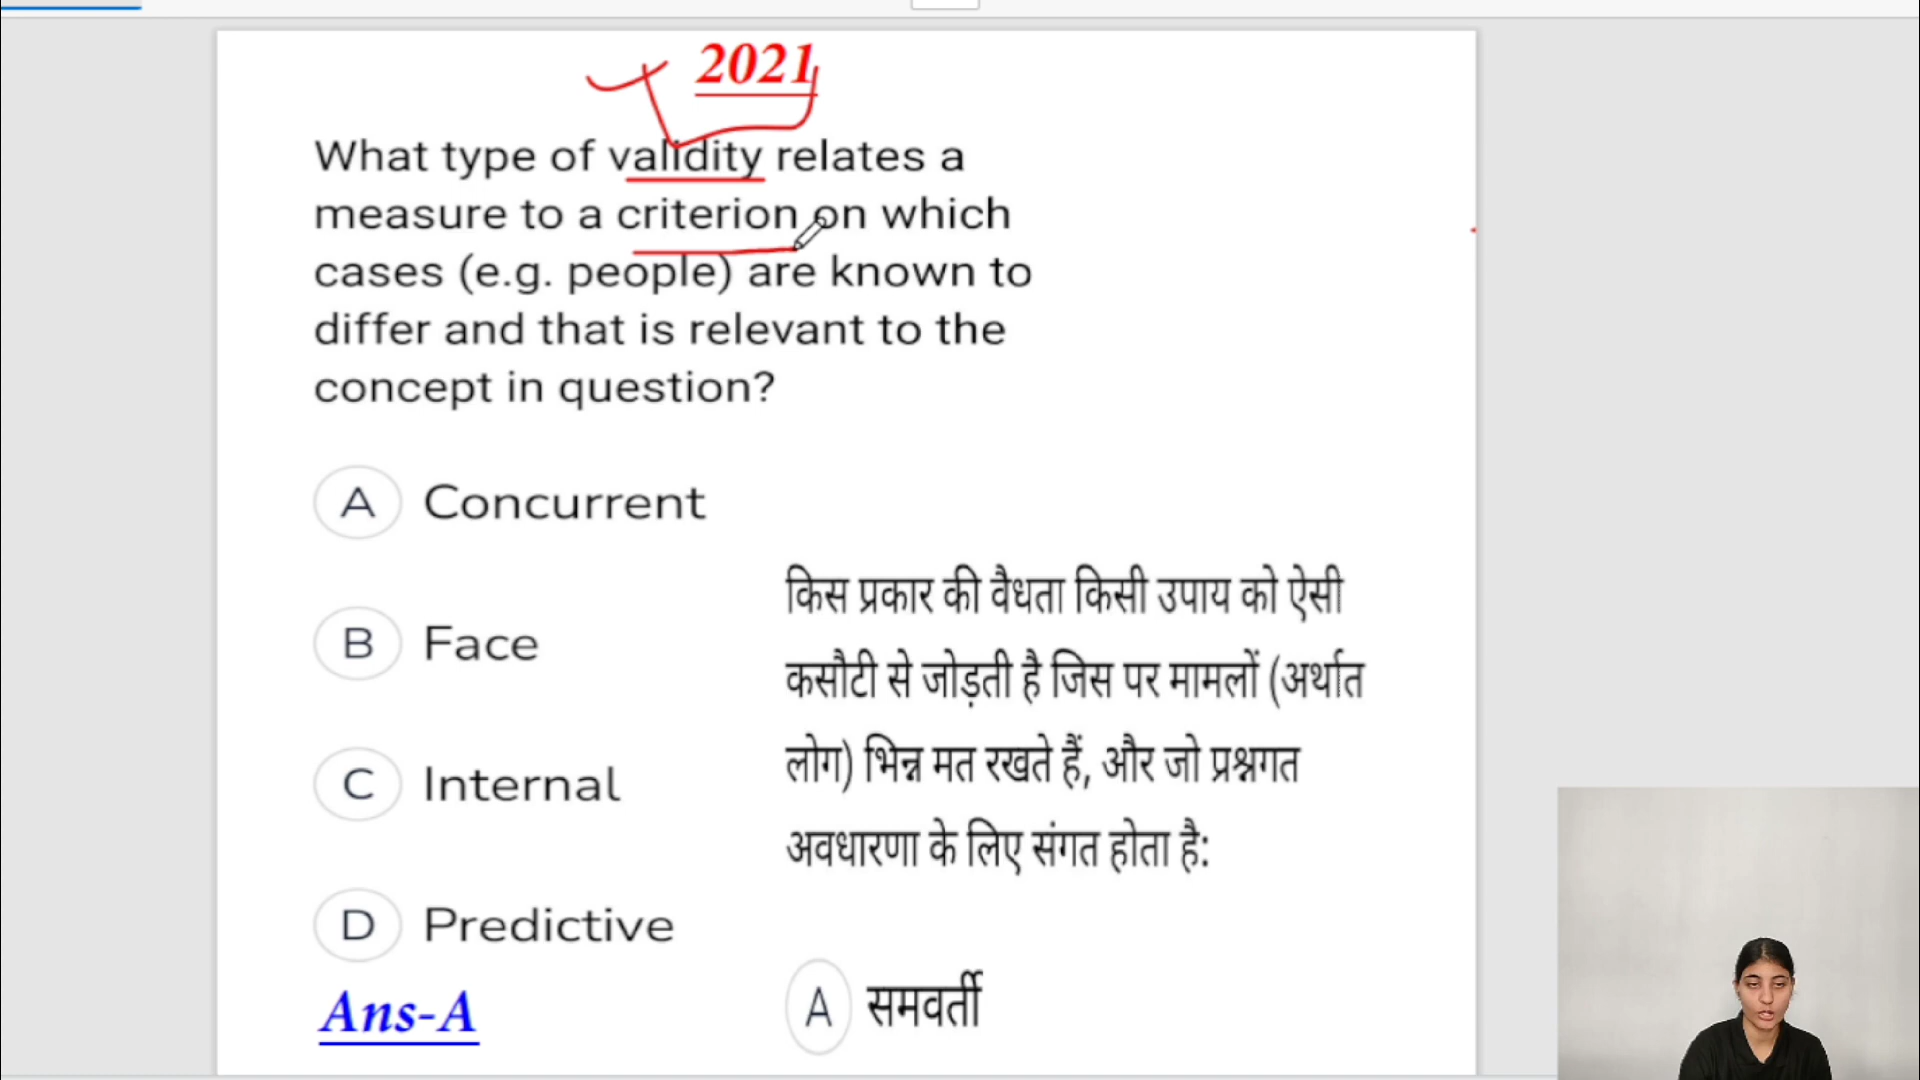 2021
What type of validity relates a
measure to a criterion on which
cases (e.g. people) are known to
differ and that is relevant to the
concept in question?
A Concurrent
B Face
C Internal
D Predictive
Ans-A
किस प्रकार की वैधता किसी उपाय को ऐसी
कसौटी से जोड़ती है जिस पर मामलों (अर्थात
लोग) भिन्न मत रखते हैं, और जो प्रश्नगत
अवधारणा के लिए संगत होता है:
A समवर्ती